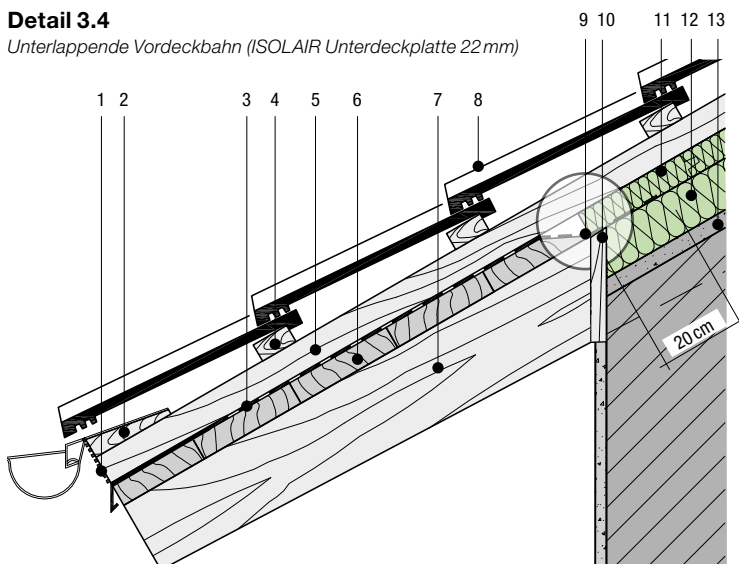 Detail 3.4
Unterlappende Vordeckbahn (ISOLAIR Unterdeckplatte 22 mm)
1 2 3 4 5 6 7 8 9 10 11 12 13
20 cm